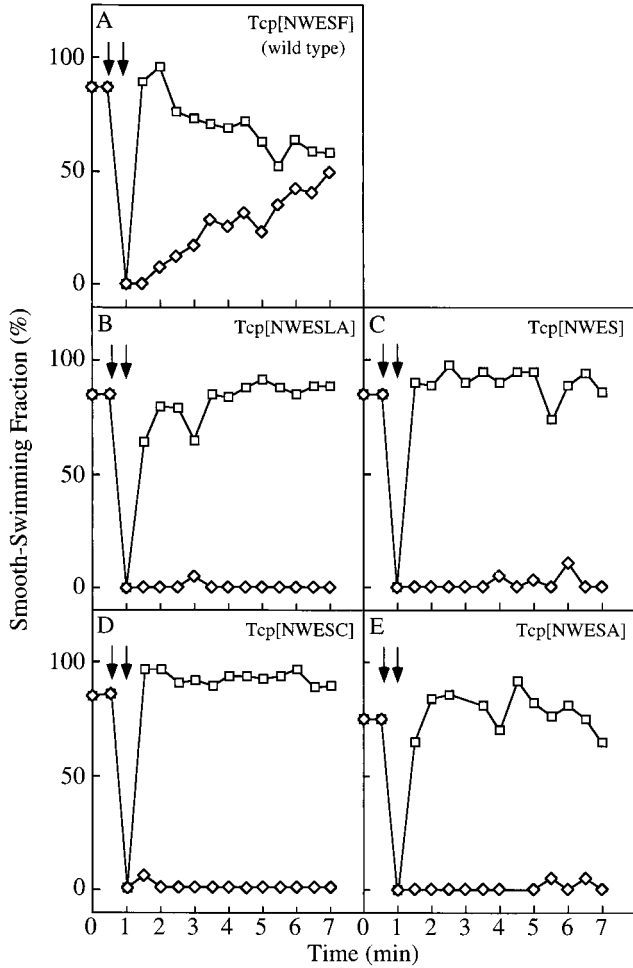 A
Tcp[NWESF]
(wild type)
100
50
0
B
Tcp[NWESLA]
C
Tcp[NWES]
100
50
0
D
Tcp[NWESC]
E
Tcp[NWESA]
100
50
0
0 1 2 3 4 5 6 7 0 1 2 3 4 5 6 7
Time (min)
Smooth-Swimming Fraction (%)